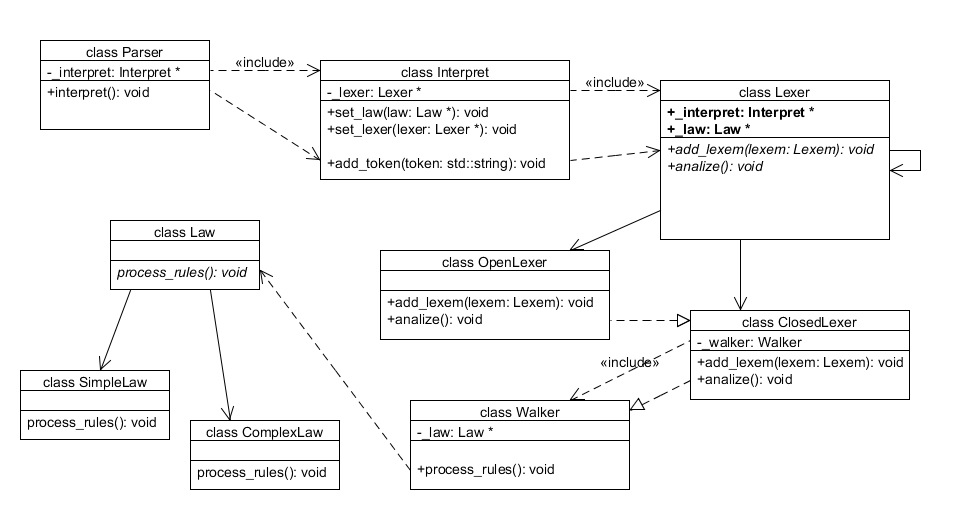 class Parser
-_interpret: Interpret *
+interpret(): void
«include»
class Interpret
-_lexer: Lexer *
+set_law(law: Law *): void
+set_lexer(lexer: Lexer *): void
+add_token(token: std::string): void
«include»
class Lexer
+_interpret: Interpret *
+_law: Law *
+add_lexem(lexem: Lexem): void
+analize(): void
class Law
process_rules(): void
class OpenLexer
+add_lexem(lexem: Lexem): void
+analize(): void
class ClosedLexer
-_walker: Walker
+add_lexem(lexem: Lexem): void
+analize(): void
«include»
class SimpleLaw
process_rules(): void
class ComplexLaw
process_rules(): void
class Walker
-_law: Law *
+process_rules(): void